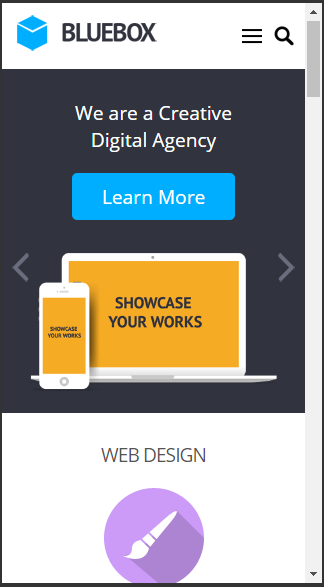 BLUEBOX
We are a Creative
Digital Agency
Learn More
SHOWCASE
YOUR WORKS
SHOWCASE
YOUR WORKS
WEB DESIGN